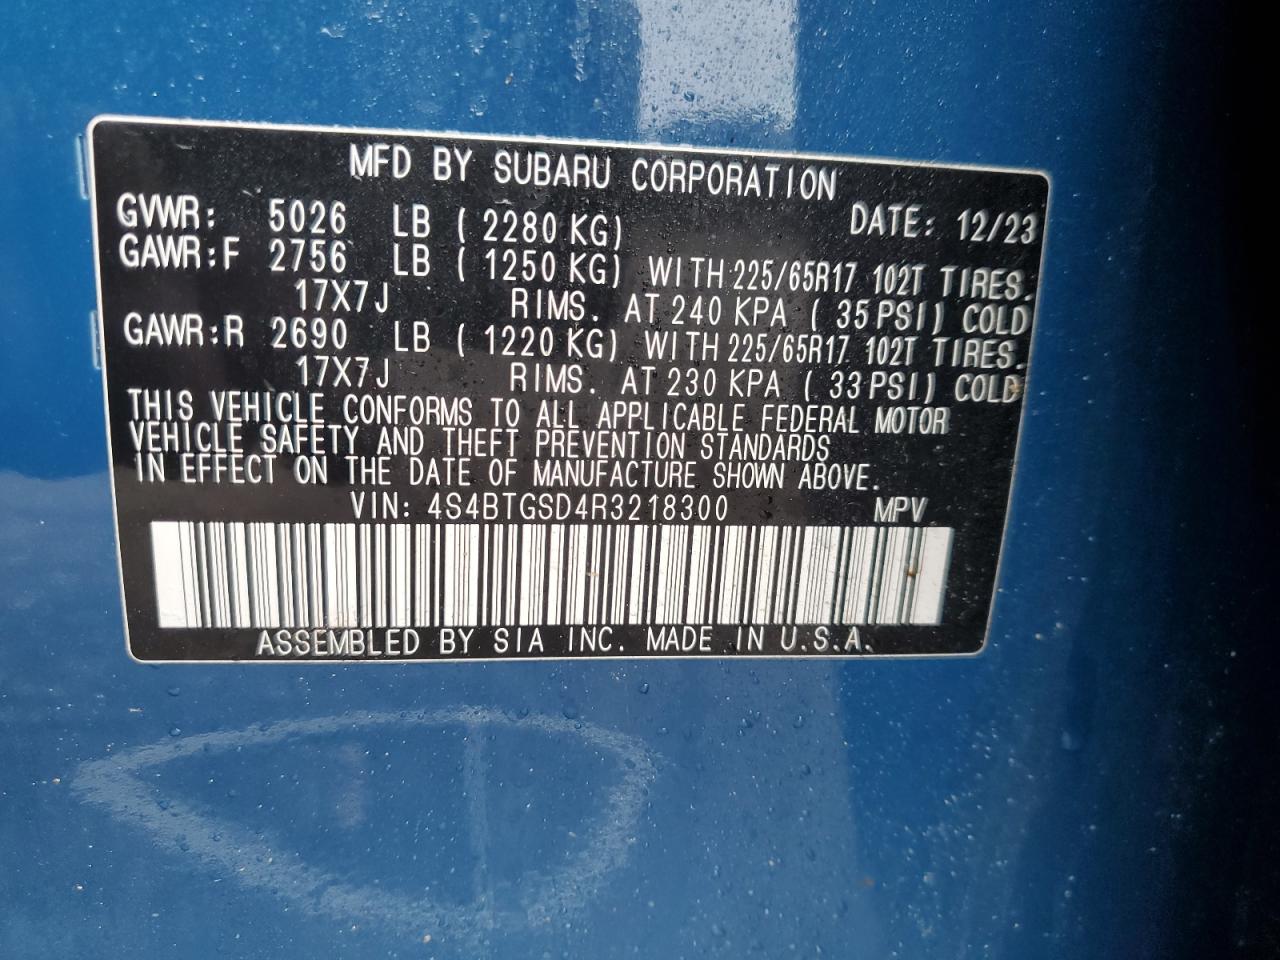 MFD BY SUBARU CORPORATION
GVWR: 5026 LB ( 2280 KG) DATE: 12/23
GAWR:F 2756 LB ( 1250 KG) WITH 225/65R17 102T TIRES.
17X7J RIMS. AT 240 KPA ( 35 PSI) COLD
GAWR:R 2690 LB ( 1220 KG) WITH 225/65R17 102T TIRES.
17X7J RIMS. AT 230 KPA ( 33 PSI) COLD
THIS VEHICLE CONFORMS TO ALL APPLICABLE FEDERAL MOTOR
VEHICLE SAFETY AND THEFT PREVENTION STANDARDS
IN EFFECT ON THE DATE OF MANUFACTURE SHOWN ABOVE.
VIN: 4S4BTGSD4R3218300 MPV
ASSEMBLED BY SIA INC. MADE IN U.S.A.